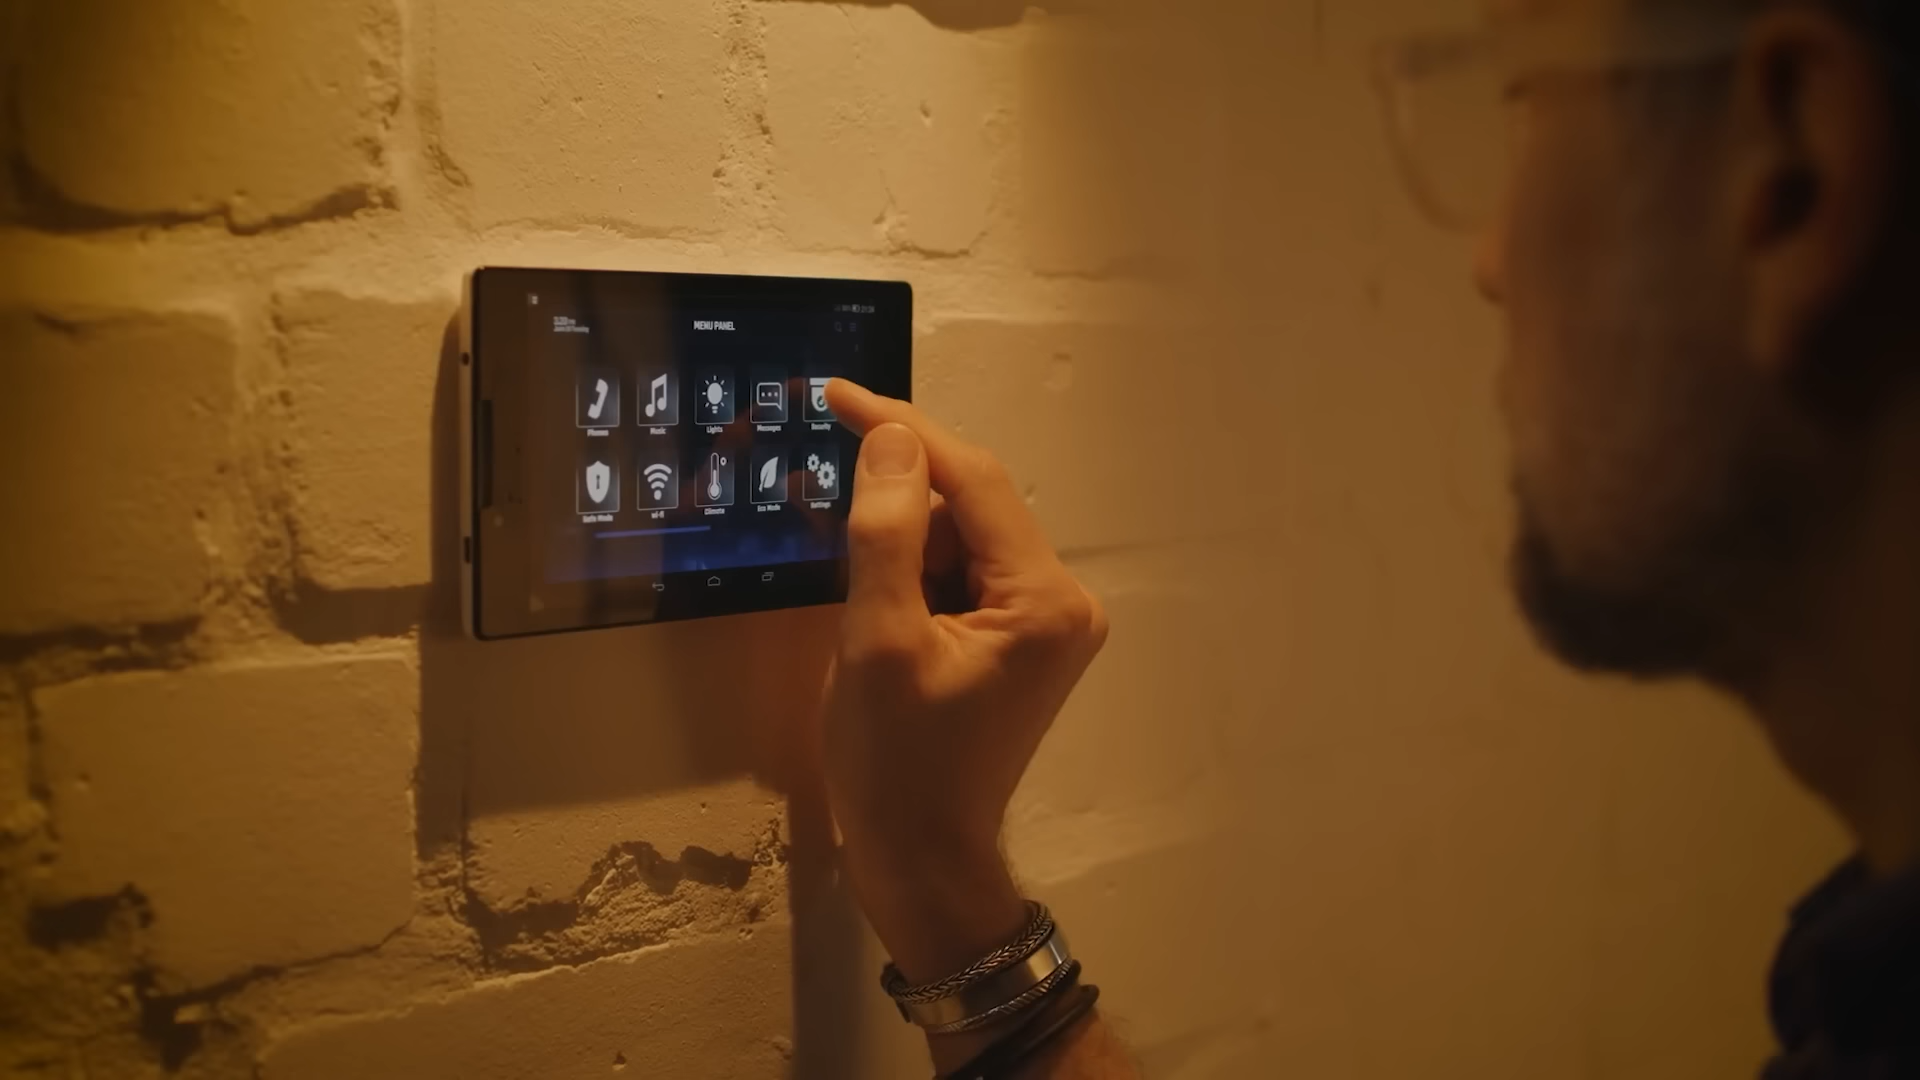 MENU PANEL
Phones Music Lights Messages Security
Safe Mode Wi-fi Climate Eco Mode Settings